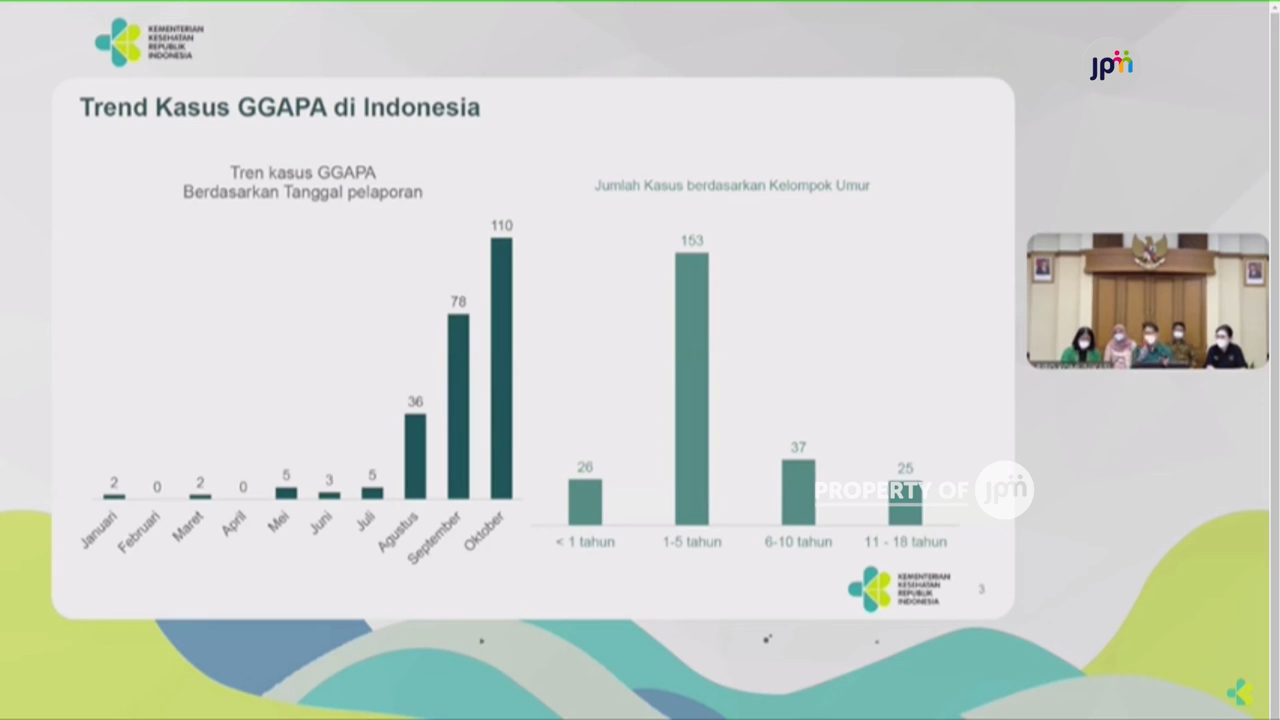 KEMENTERIAN
KESEHATAN
REPUBLIK
INDONESIA
jpnn
Trend Kasus GGAPA di Indonesia
Tren kasus GGAPA
Berdasarkan Tanggal pelaporan
2
0
2
0
5
3
5
36
78
110
Januari
Februari
Maret
April
Mei
Juni
Juli
Agustus
September
Oktober
Jumlah Kasus berdasarkan Kelompok Umur
26
153
37
25
< 1 tahun
1-5 tahun
6-10 tahun
11 - 18 tahun
PROPERTY OF jpnn
KEMENTERIAN
KESEHATAN
REPUBLIK
INDONESIA
3